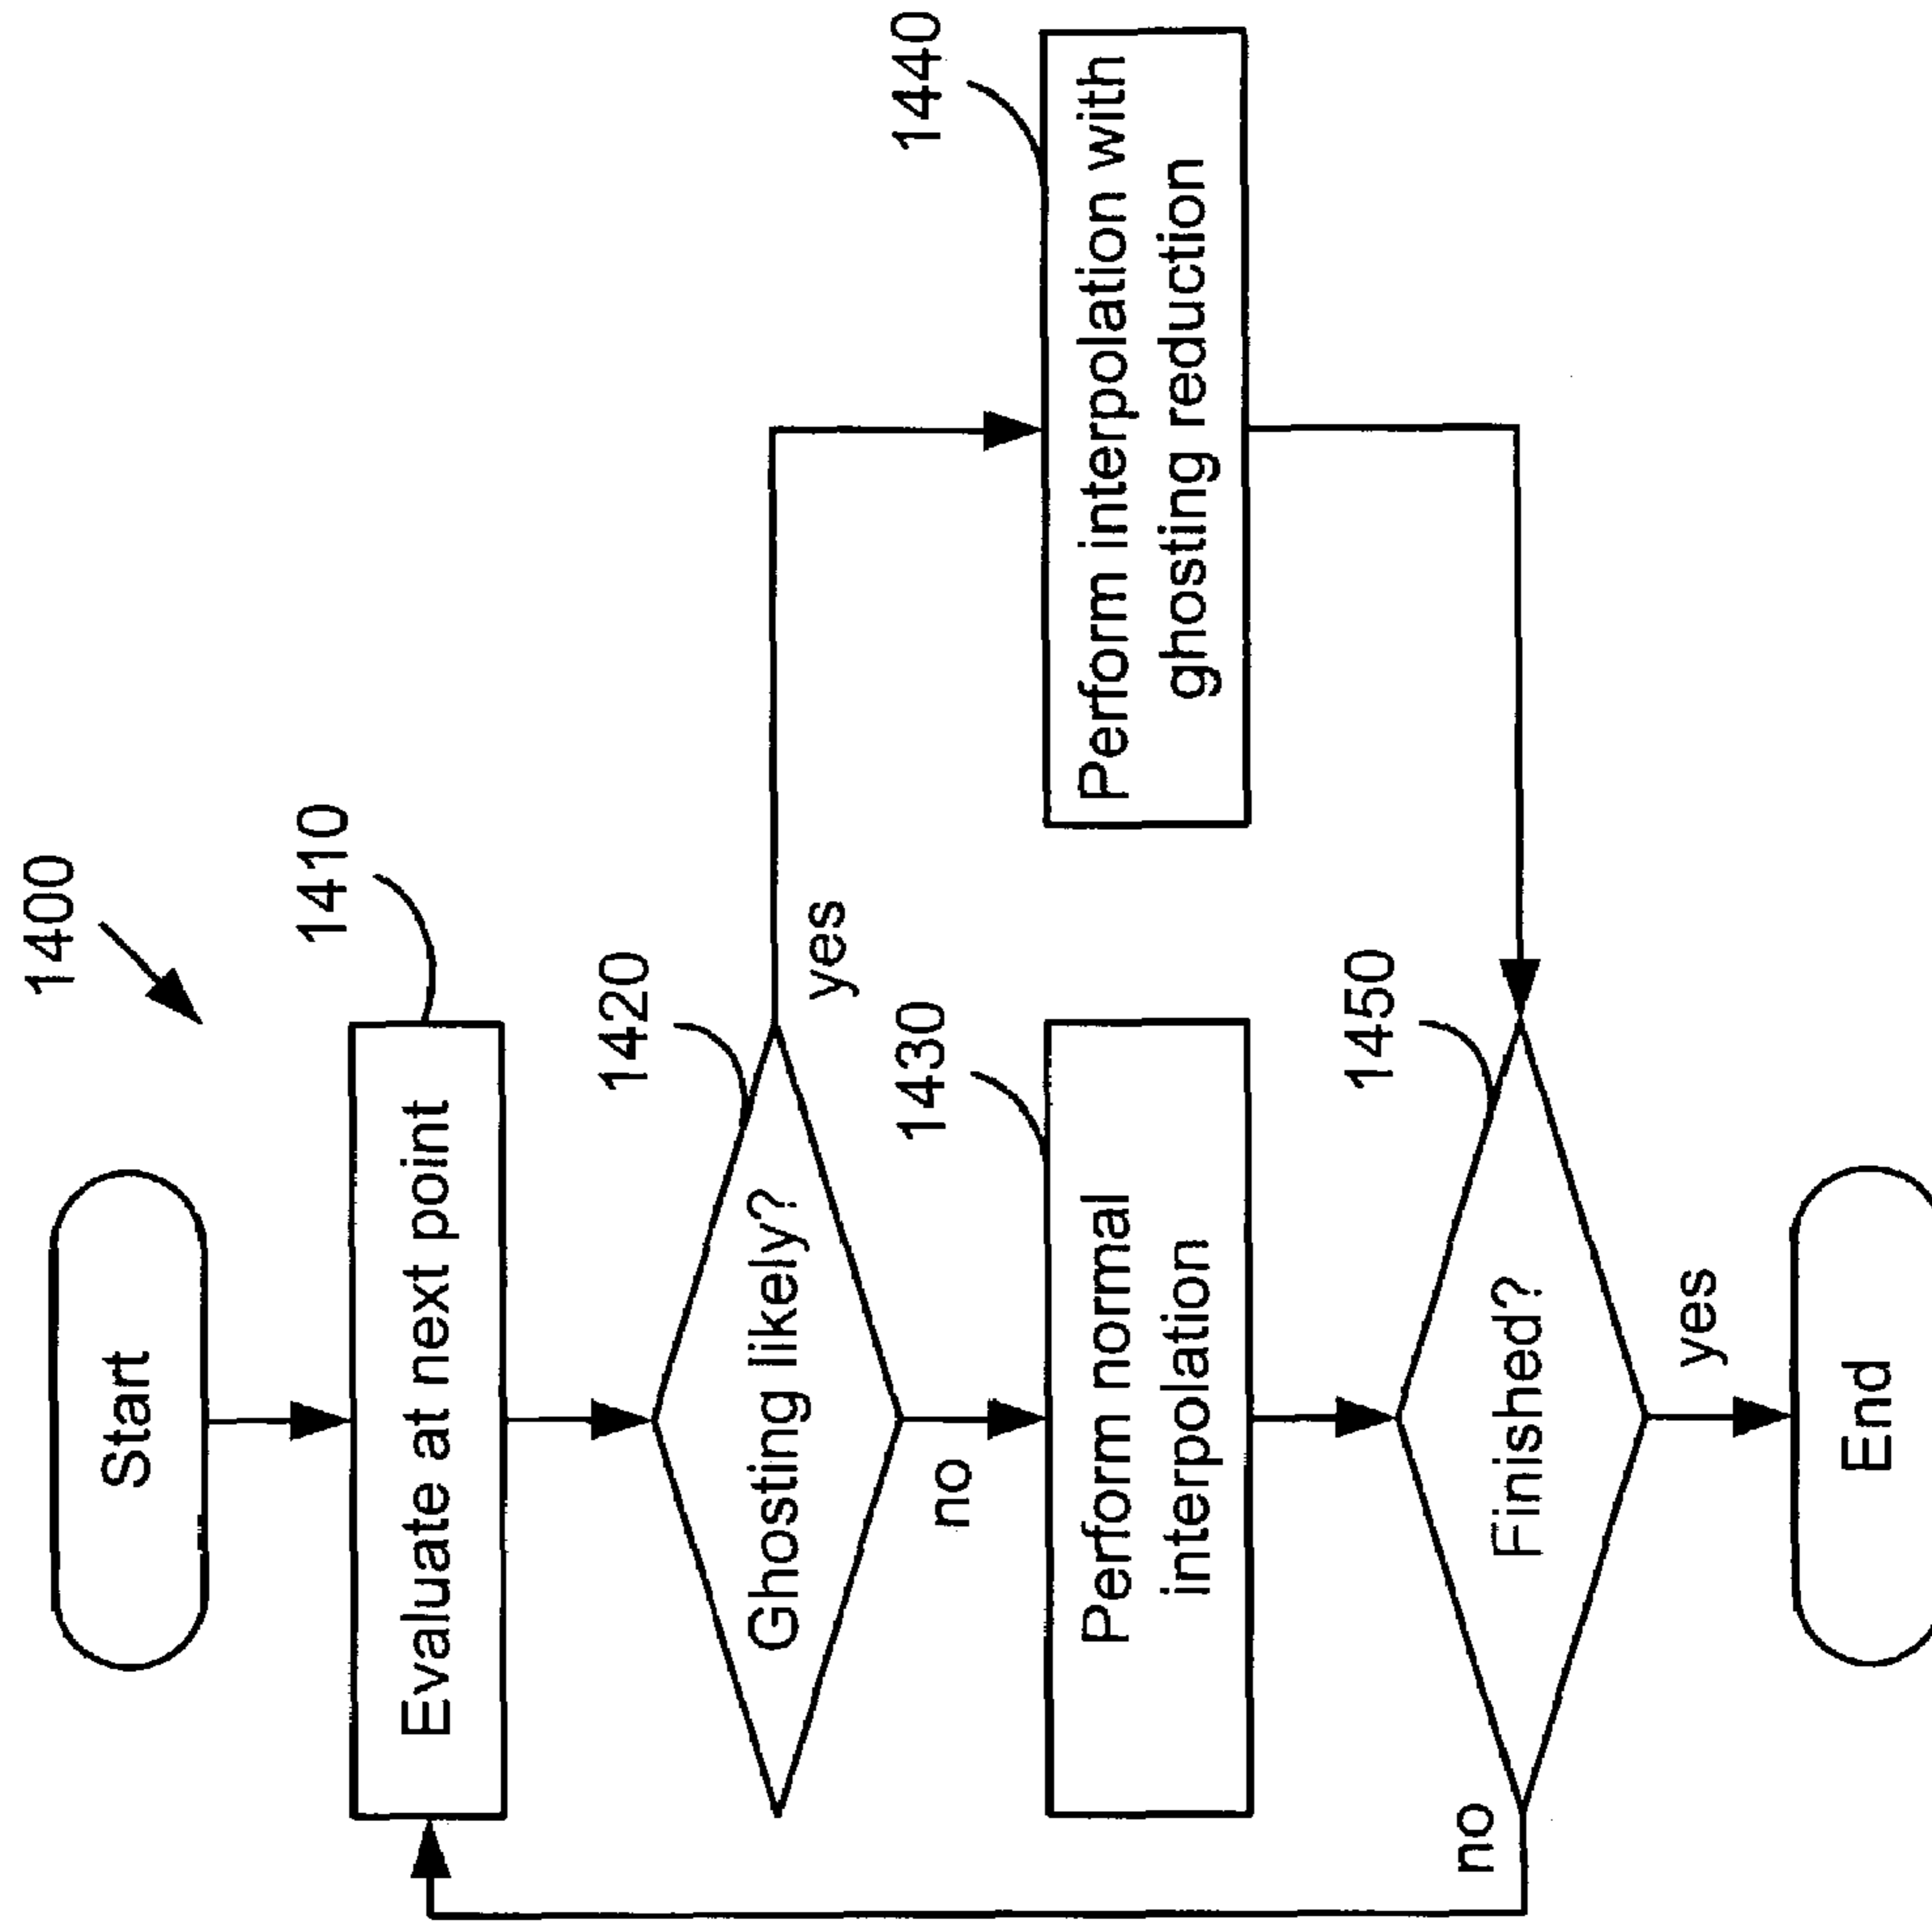 1400
Start
1410
Evaluate at next point
1420
Ghosting likely?
yes
no
1430
Perform normal
interpolation
1440
Perform interpolation with
ghosting reduction
1450
Finished?
no
yes
End